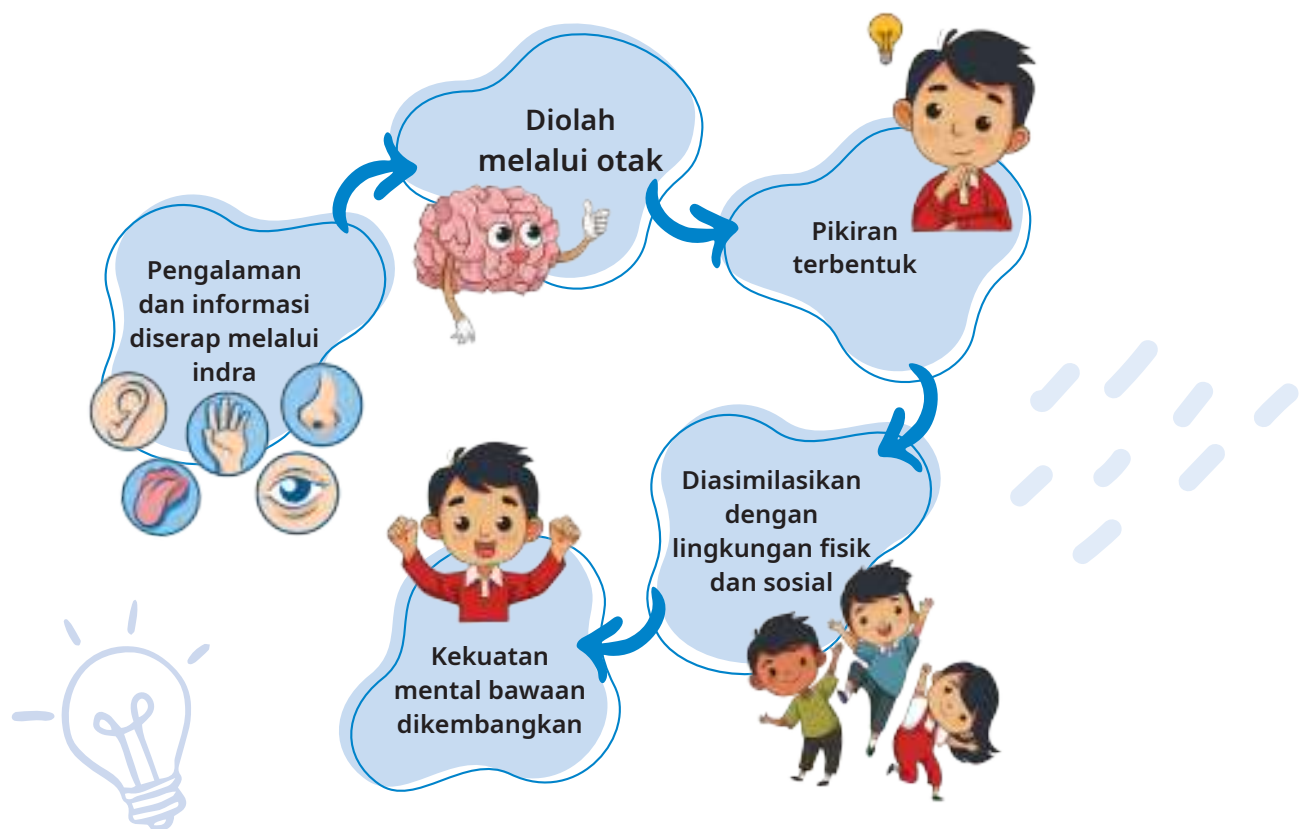 Pengalaman
dan informasi
diserap melalui
indra
Diolah
melalui otak
Pikiran
terbentuk
Diasimilasikan
dengan
lingkungan fisik
dan sosial
Kekuatan
mental bawaan
dikembangkan